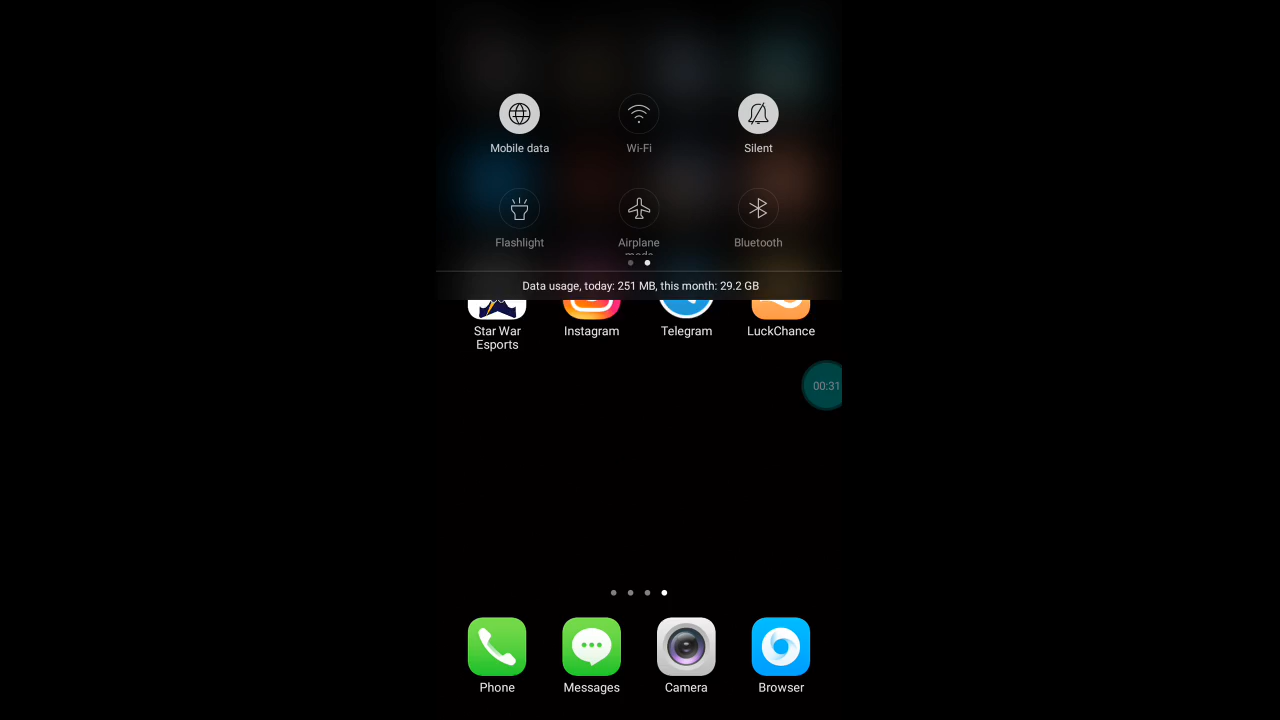 Mobile data
Wi-Fi
Silent
Flashlight
Airplane
Bluetooth
Data usage, today: 251 MB, this month: 29.2 GB
Star War
Esports
Instagram
Telegram
LuckChance
00:31
Phone
Messages
Camera
Browser